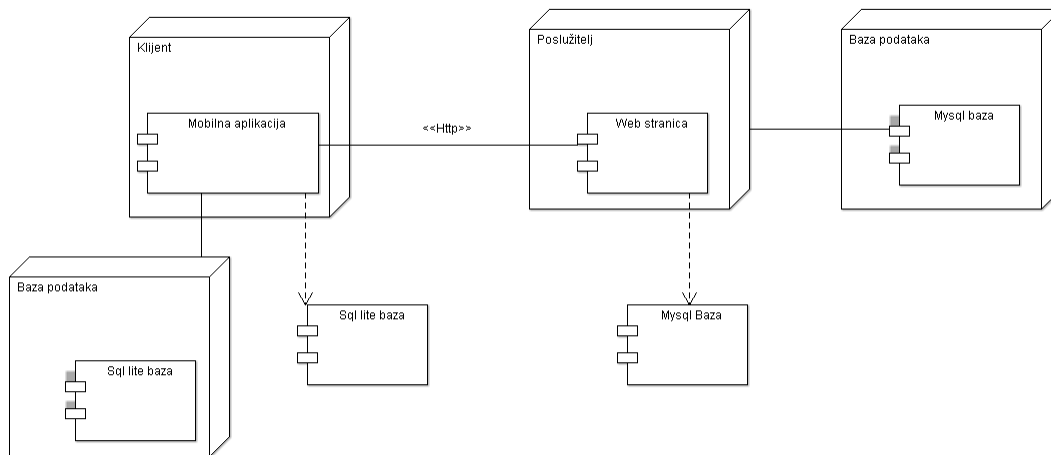 Klijent
Mobilna aplikacija
<<Http>>
Poslužitelj
Web stranica
Baza podataka
Mysql baza
Baza podataka
Sql lite baza
Sql lite baza
Mysql Baza